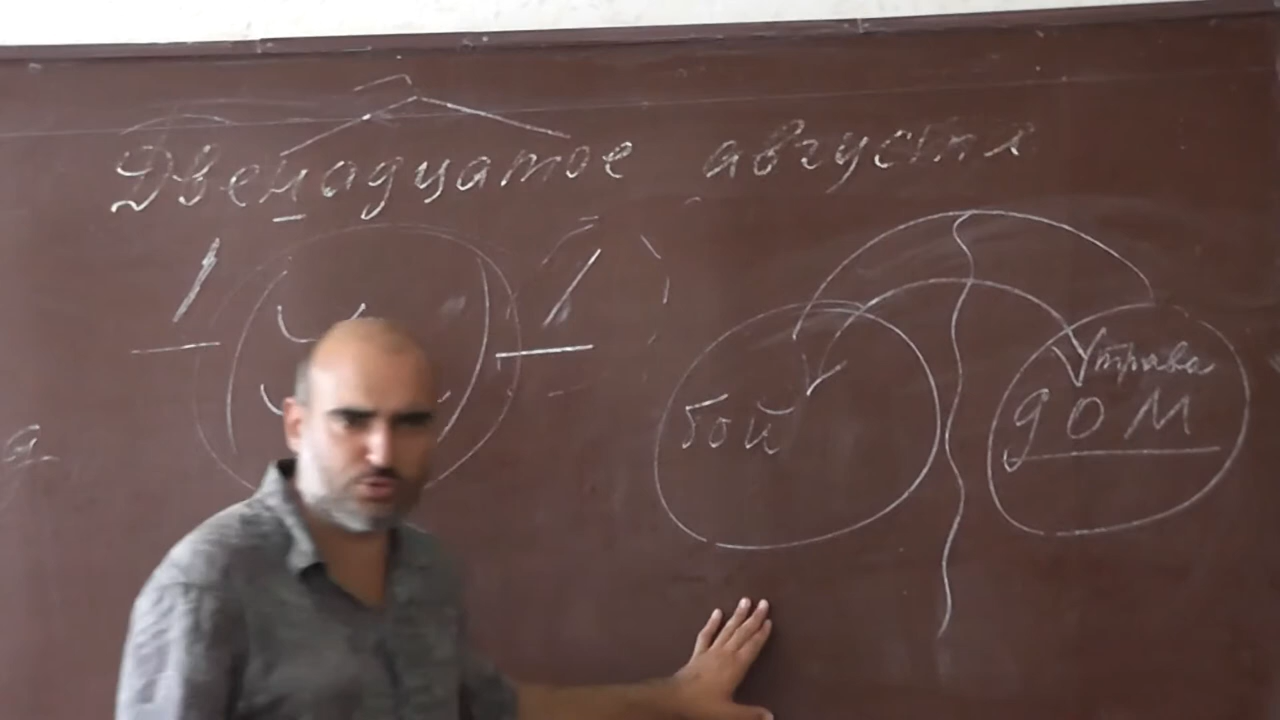 Двенадцатое августа
а
бой
трава
дом